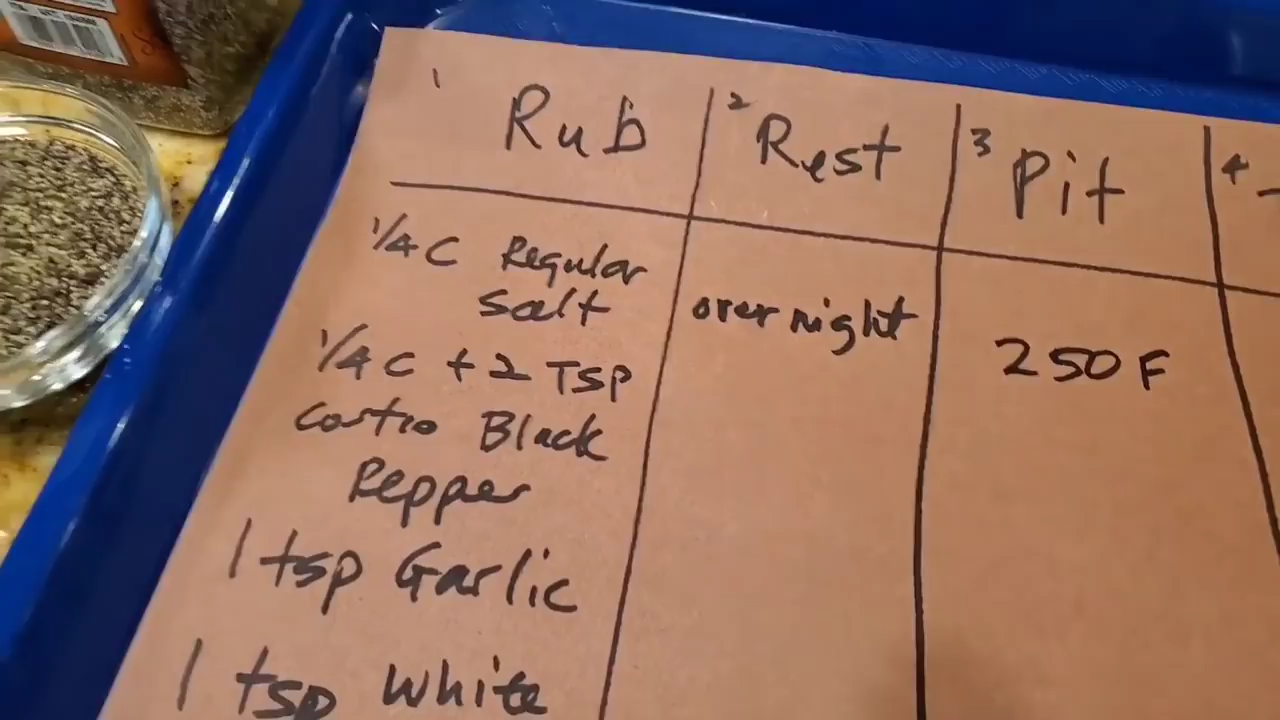 1 Rub
2 Rest
3 Pit
4
1/4 C Regular
Salt
1/4 C + 2 TSP
Costco Black
Pepper
1 tsp Garlic
1 tsp White
over night
250 F